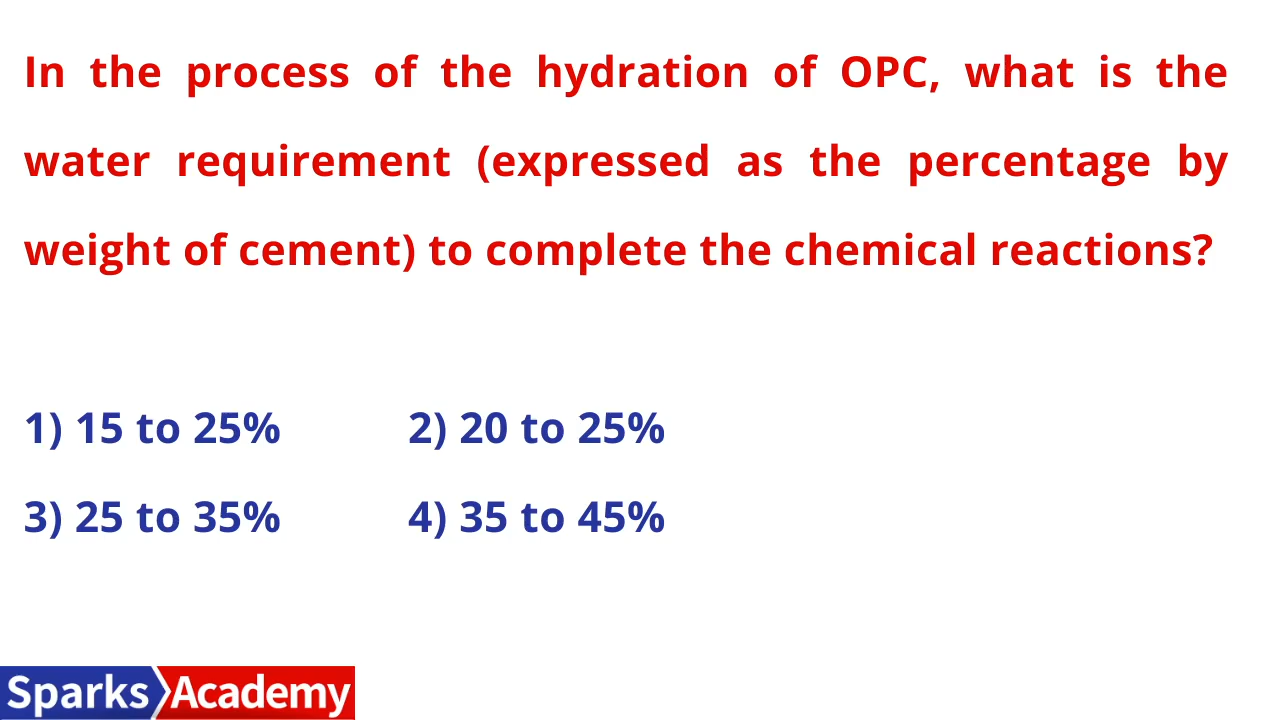 In the process of the hydration of OPC, what is the
water requirement (expressed as the percentage by
weight of cement) to complete the chemical reactions?
1) 15 to 25% 2) 20 to 25%
3) 25 to 35% 4) 35 to 45%
Sparks Academy